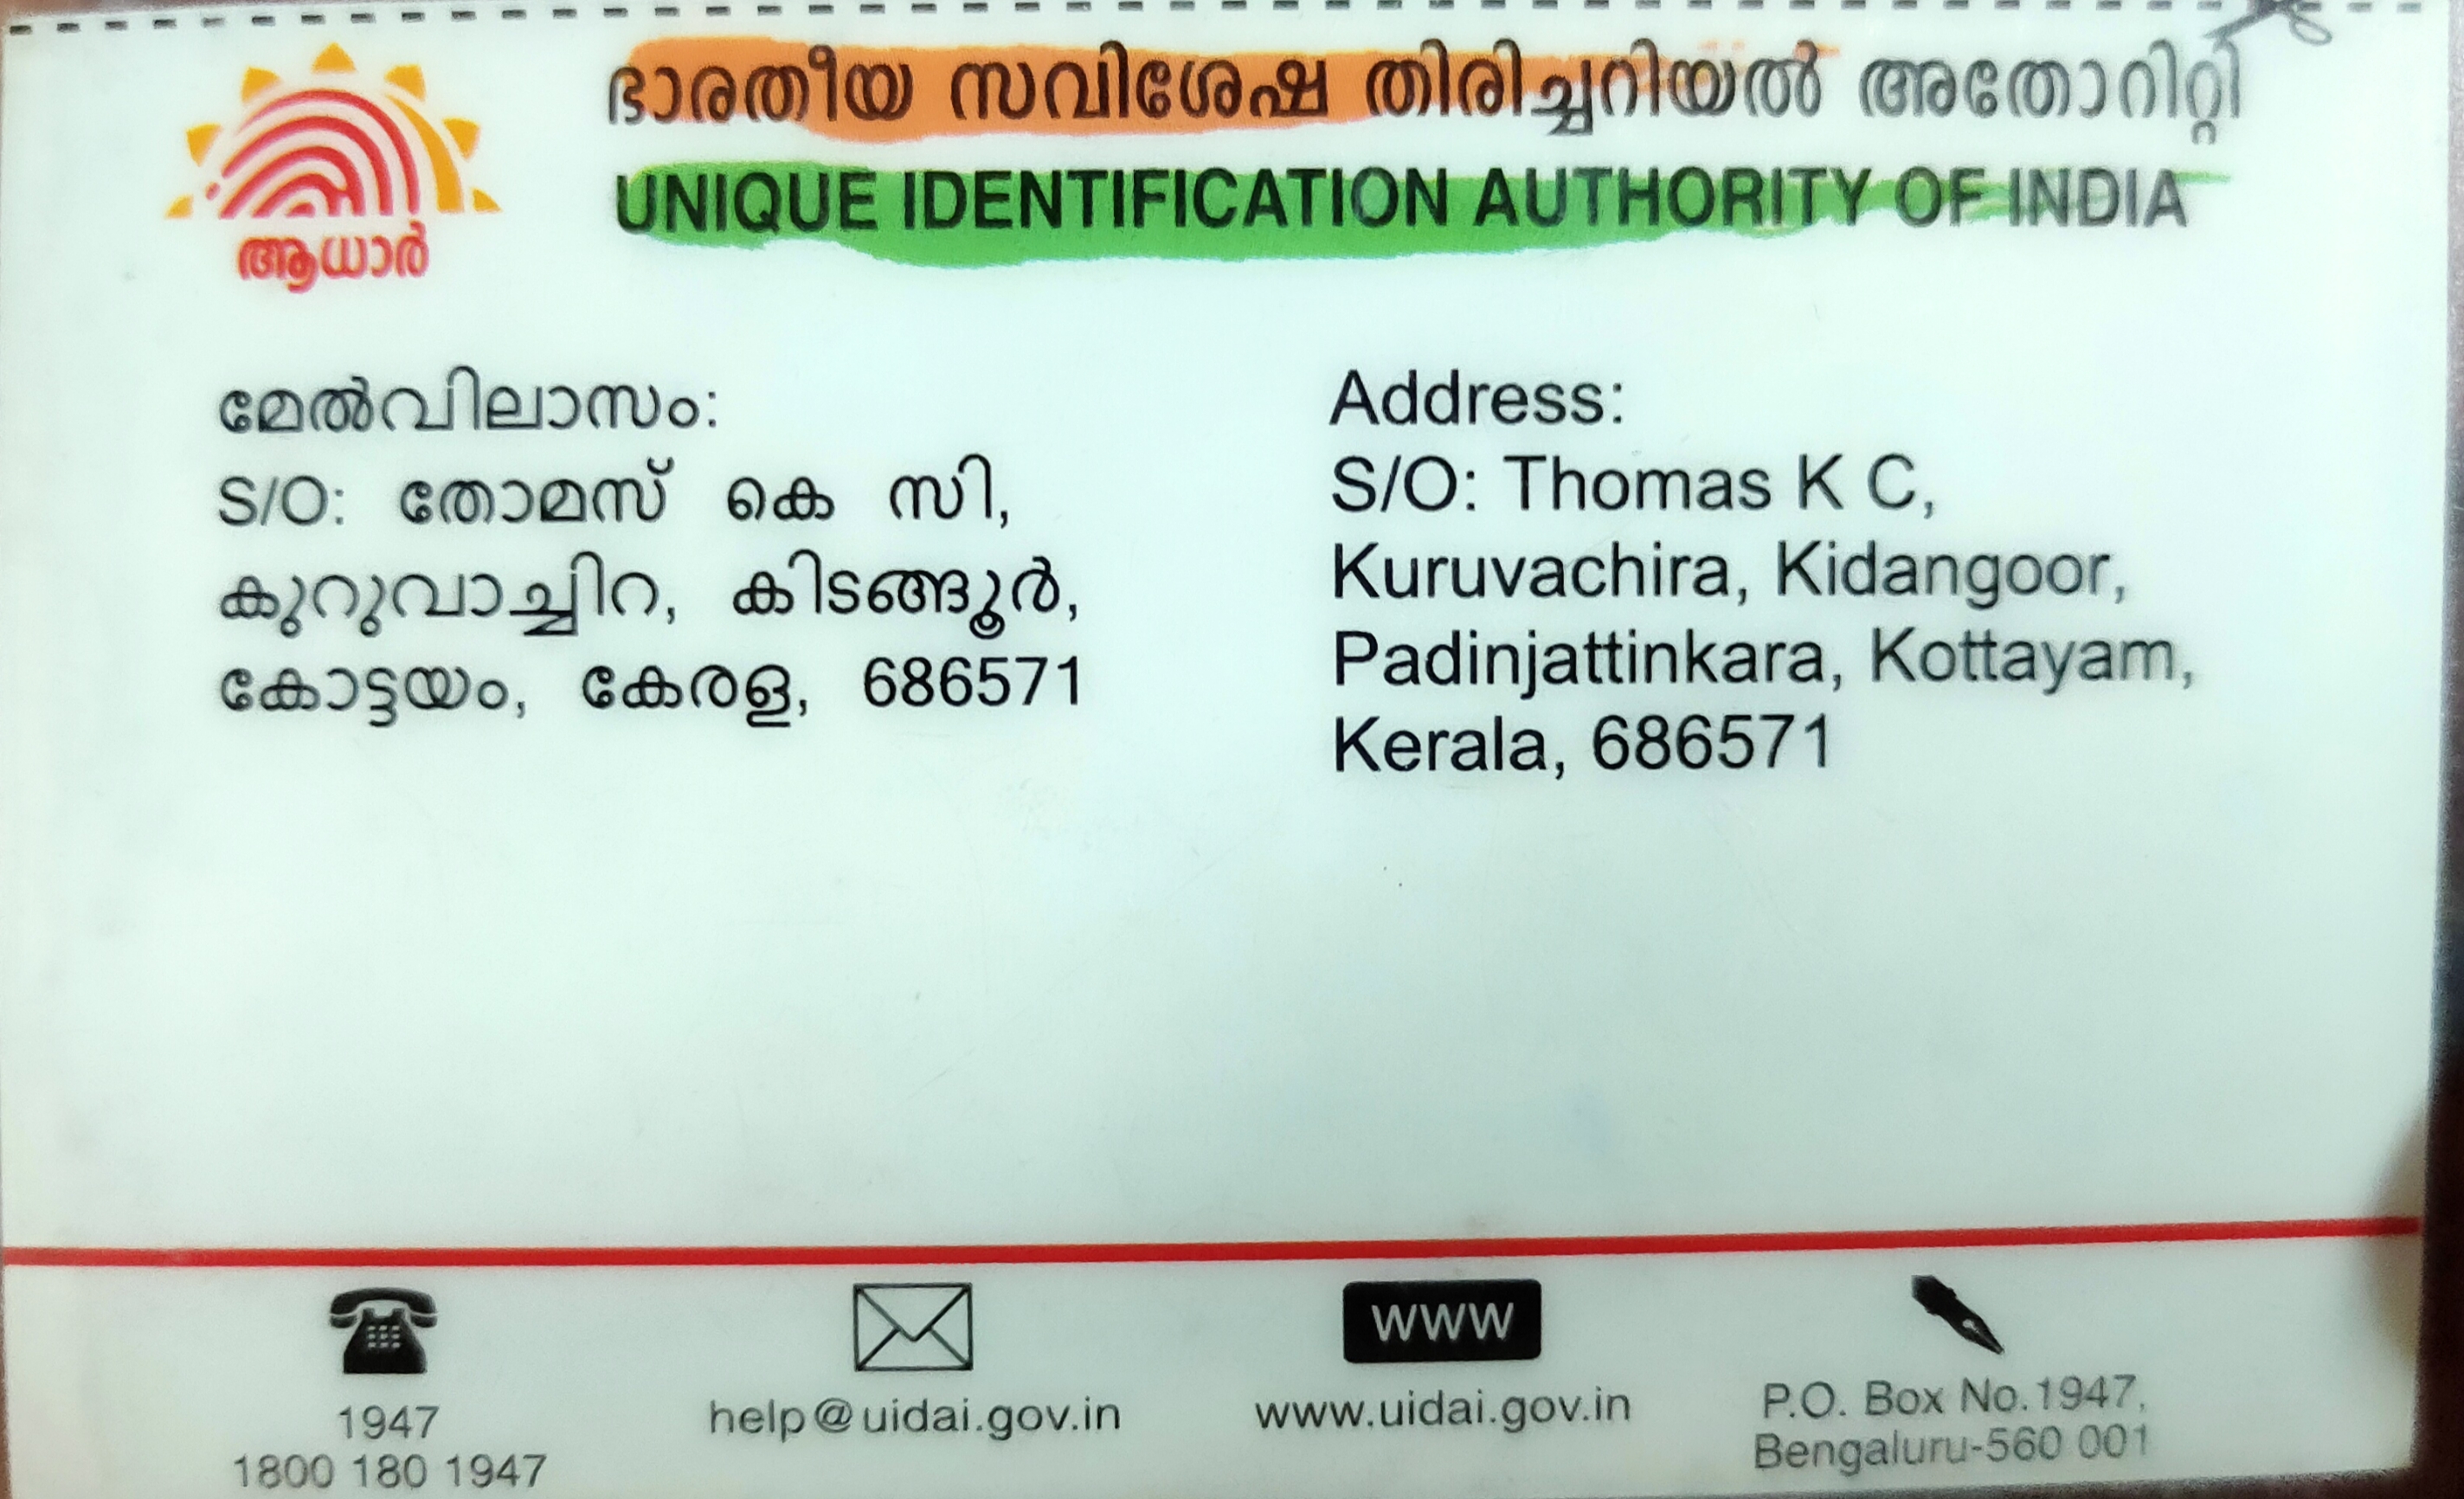 ഭാരതീയ സവിശേഷ തിരിച്ചറിയൽ അതോറിറ്റി
UNIQUE IDENTIFICATION AUTHORITY OF INDIA
ആധാർ
മേൽവിലാസം:
S/O: തോമസ് കെ സി,
കുറുവാച്ചിറ, കിടങ്ങൂർ,
കോട്ടയം, കേരള, 686571
Address:
S/O: Thomas K C,
Kuruvachira, Kidangoor,
Padinjattinkara, Kottayam,
Kerala, 686571
1947
1800 180 1947
help@uidai.gov.in
www
www.uidai.gov.in
P.O. Box No.1947,
Bengaluru-560 001